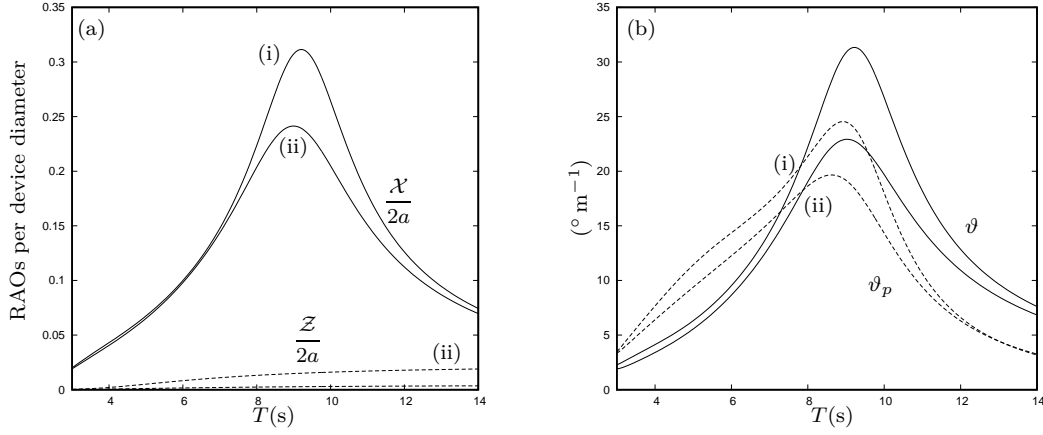 (a)
RAOs per device diameter
0.35
0.3
0.25
0.2
0.15
0.1
0.05
0
(i)
(ii)
𝒳
2a
𝒵
2a
(ii)
4 6 8 10 12 14
T(s)
(b)
(° m⁻¹)
35
30
25
20
15
10
5
0
(i)
(ii)
ϑ
ϑₚ
4 6 8 10 12 14
T(s)